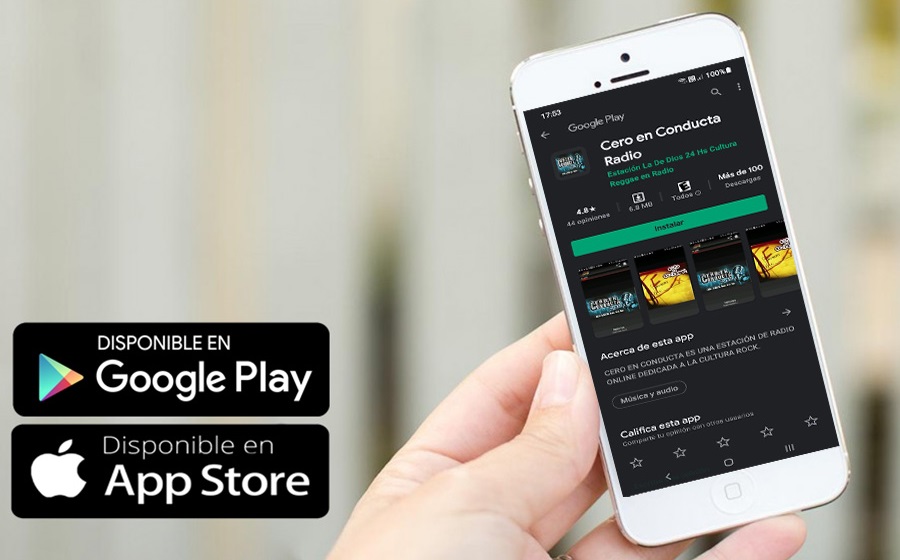 17:53
100%
Google Play
Cero en Conducta
Radio
Estación La De Dios 24 Hs Cultura
Reggae en Radio
4.8★
44 opiniones
6.8 MB
Todos
Más de 100
Descargas
Instalar
Acerca de esta app
CERO EN CONDUCTA ES UNA ESTACIÓN DE RADIO
ONLINE DEDICADA A LA CULTURA ROCK.
Música y audio
Califica esta app
Comparte tu opinión con otros usuarios
DISPONIBLE EN
Google Play
Disponible en
App Store